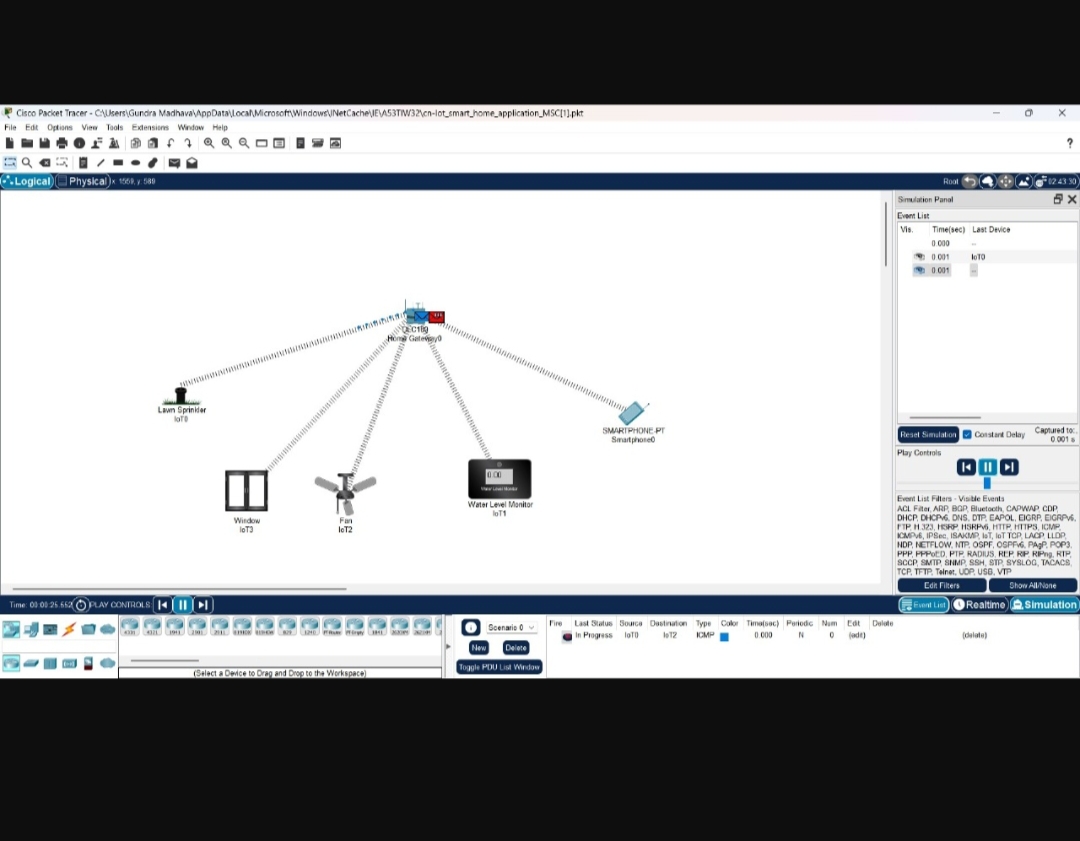 Cisco Packet Tracer - C:\Users\Gundra Madhava\AppData\Local\Microsoft\Windows\INetCache\IE\A53TIW32\cn-iot_smart_home_application_MSC[1].pkt
File Edit Options View Tools Extensions Window Help
?
Logical Physical x: 1559, y: 589 Root 02:43:30
Simulation Panel
Event List
Vis. Time(sec) Last Device
0.000 --
0.001 IoT0
0.001 --
Home Gateway0
Lawn Sprinkler
IoT0
SMARTPHONE-PT
Smartphone0
0.00
Water Level Monitor
Water Level Monitor
IoT1
Window
IoT3
Fan
IoT2
Reset Simulation Constant Delay Captured to:
0.001 s
Play Controls
Event List Filters - Visible Events
ACL Filter, ARP, BGP, Bluetooth, CAPWAP, CDP,
DHCP, DHCPv6, DNS, DTP, EAPOL, EIGRP, EIGRPv6,
FTP, H.323, HSRP, HSRPv6, HTTP, HTTPS, ICMP,
ICMPv6, IPSec, ISAKMP, IoT, IoT TCP, LACP, LLDP,
NDP, NETFLOW, NTP, OSPF, OSPFv6, PAgP, POP3,
PPP, PPPoED, PTP, RADIUS, REP, RIP, RIPng, RTP,
SCCP, SMTP, SNMP, SSH, STP, SYSLOG, TACACS,
TCP, TFTP, Telnet, UDP, USB, VTP
Edit Filters Show All/None
Time: 00:00:25.552 PLAY CONTROLS: Event List Realtime Simulation
4331 4321 1941 2901 2911 819HGW 829 1240 PT-Router PT-Empty 1841
(Select a Device to Drag and Drop to the Workspace)
Scenario 0
New Delete
Toggle PDU List Window
Fire Last Status Source Destination Type Color Time(sec) Periodic Num Edit Delete
In Progress IoT0 IoT2 ICMP 0.000 N 0 (edit) (delete)